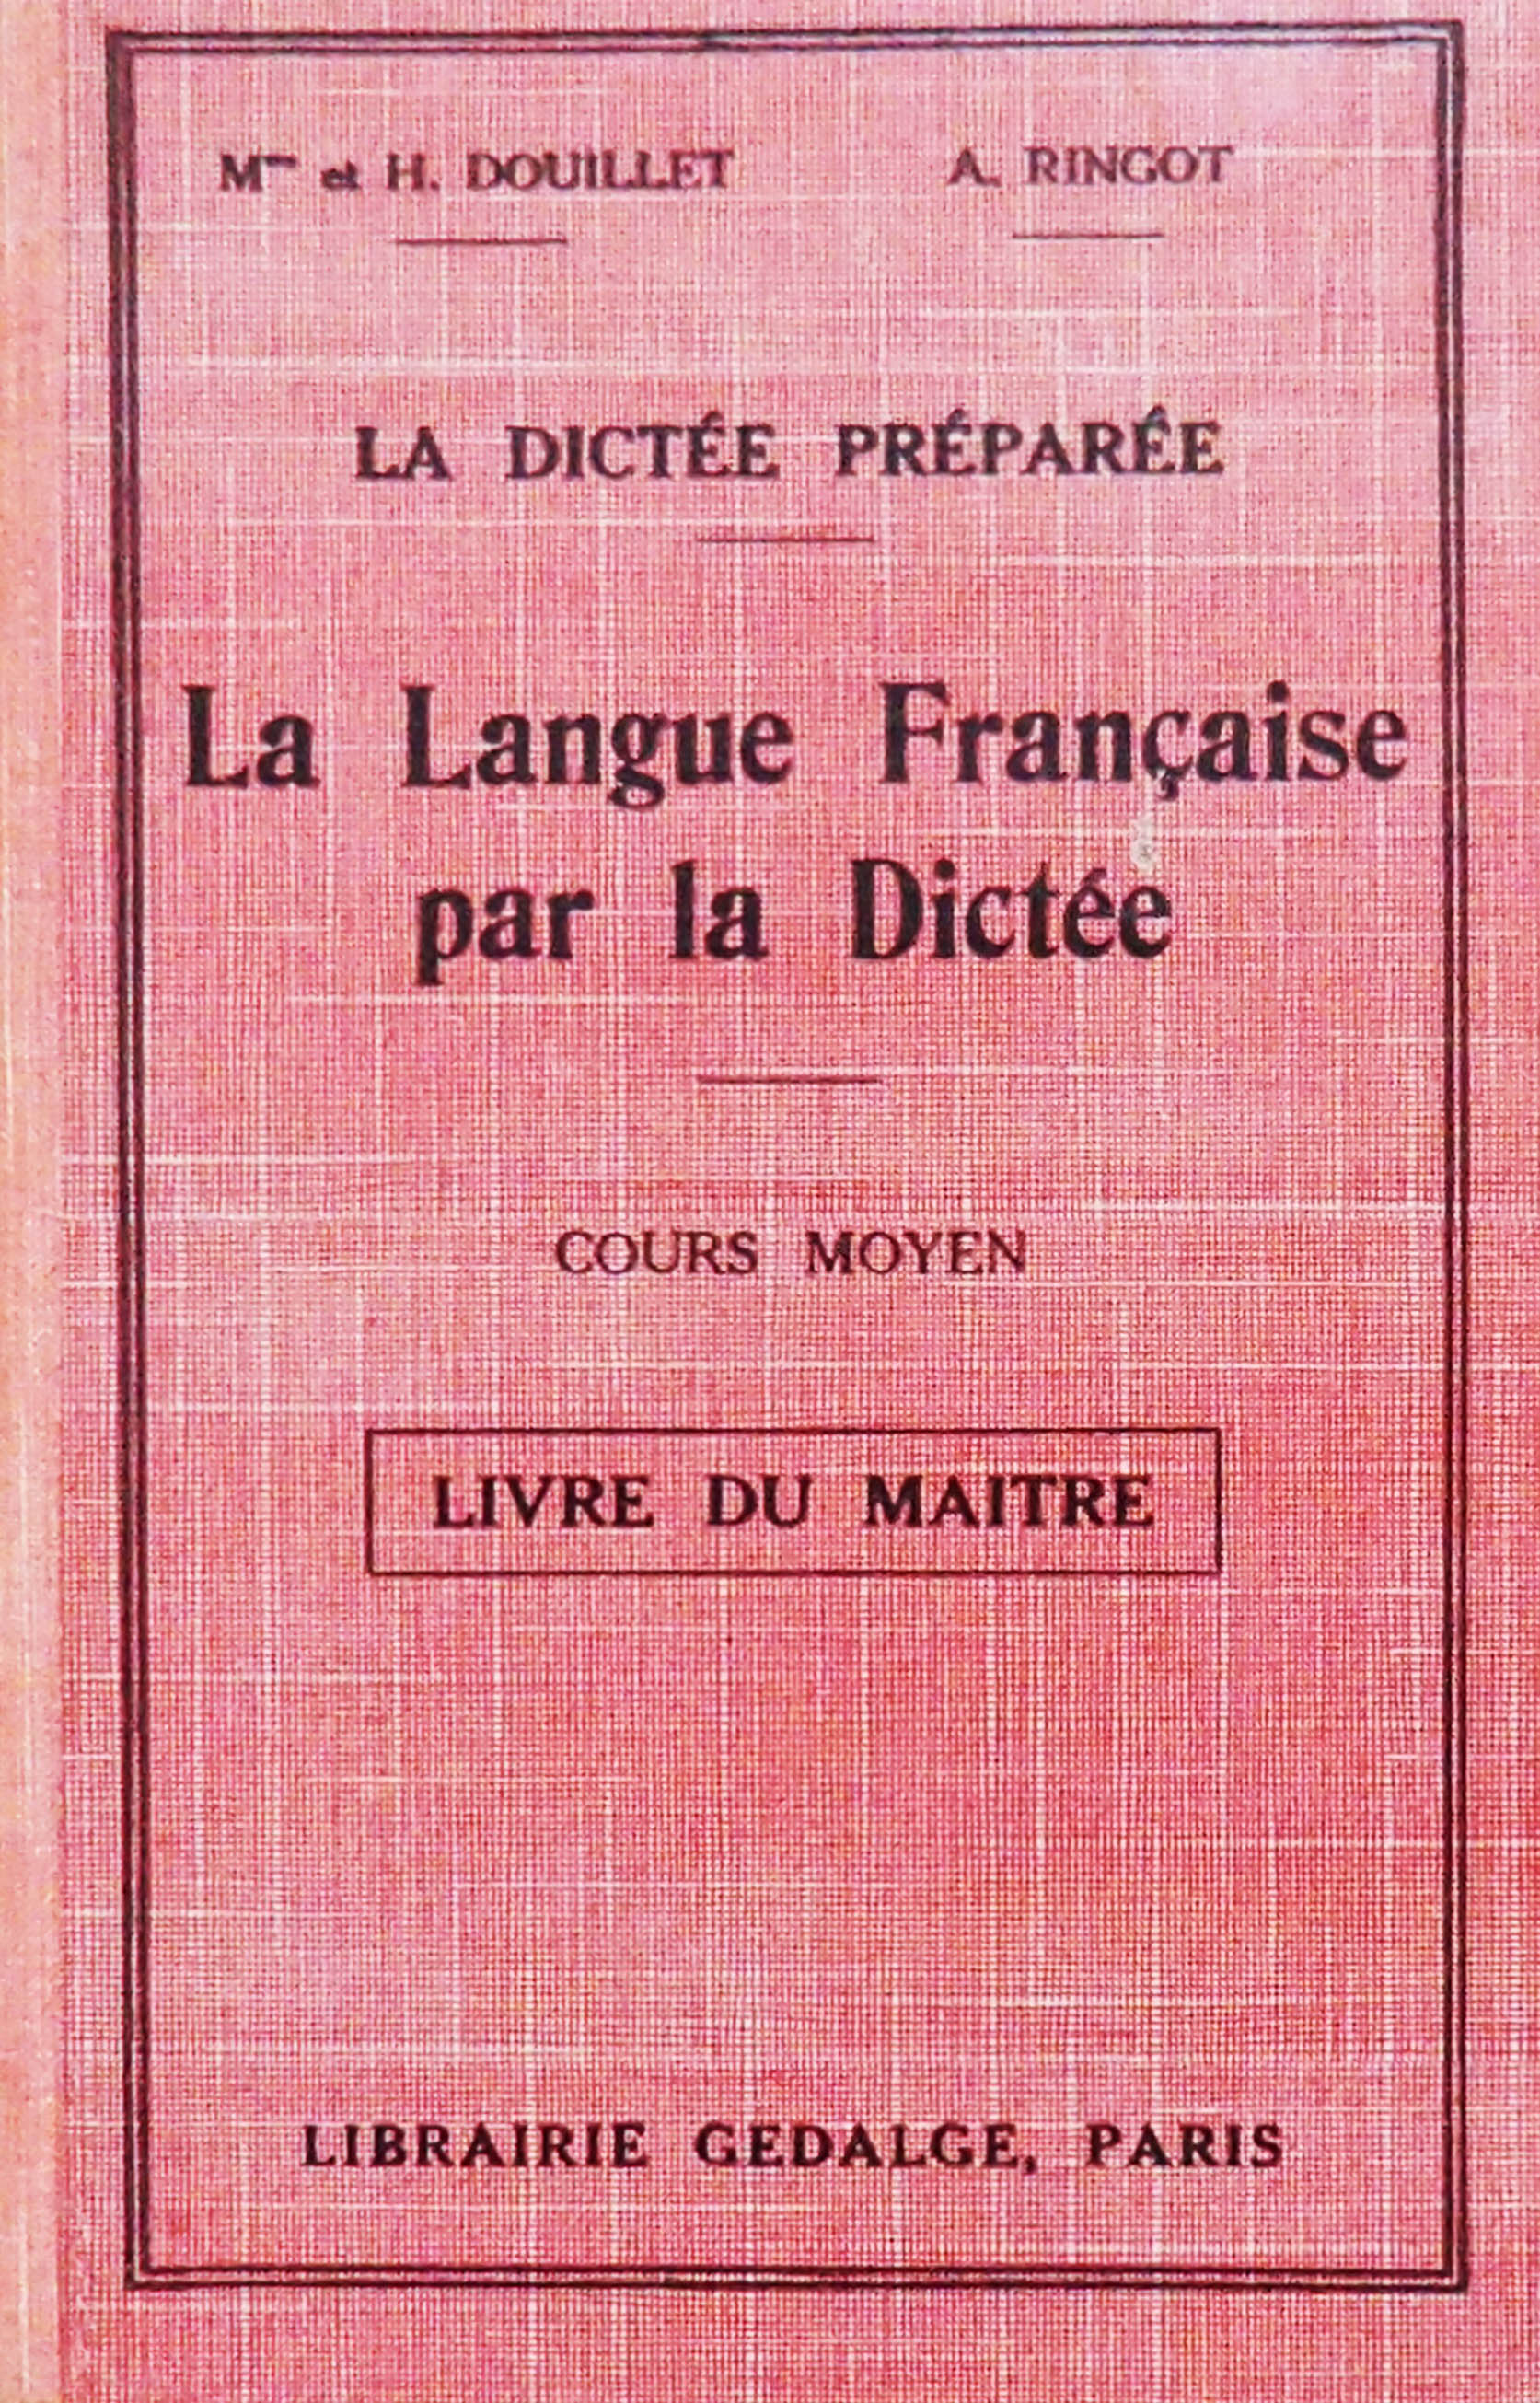 Mme et H. DOUILLET A. RINGOT
LA DICTÉE PRÉPARÉE
La Langue Française
par la Dictée
COURS MOYEN
LIVRE DU MAITRE
LIBRAIRIE GEDALGE, PARIS